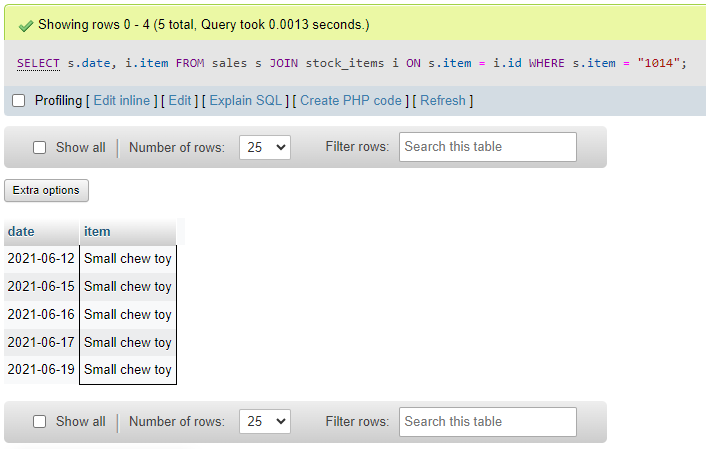 Showing rows 0 - 4 (5 total, Query took 0.0013 seconds.)
SELECT s.date, i.item FROM sales s JOIN stock_items i ON s.item = i.id WHERE s.item = "1014";
Profiling [ Edit inline ] [ Edit ] [ Explain SQL ] [ Create PHP code ] [ Refresh ]
Show all Number of rows: 25 Filter rows: Search this table
Extra options
date item
2021-06-12 Small chew toy
2021-06-15 Small chew toy
2021-06-16 Small chew toy
2021-06-17 Small chew toy
2021-06-19 Small chew toy
Show all Number of rows: 25 Filter rows: Search this table